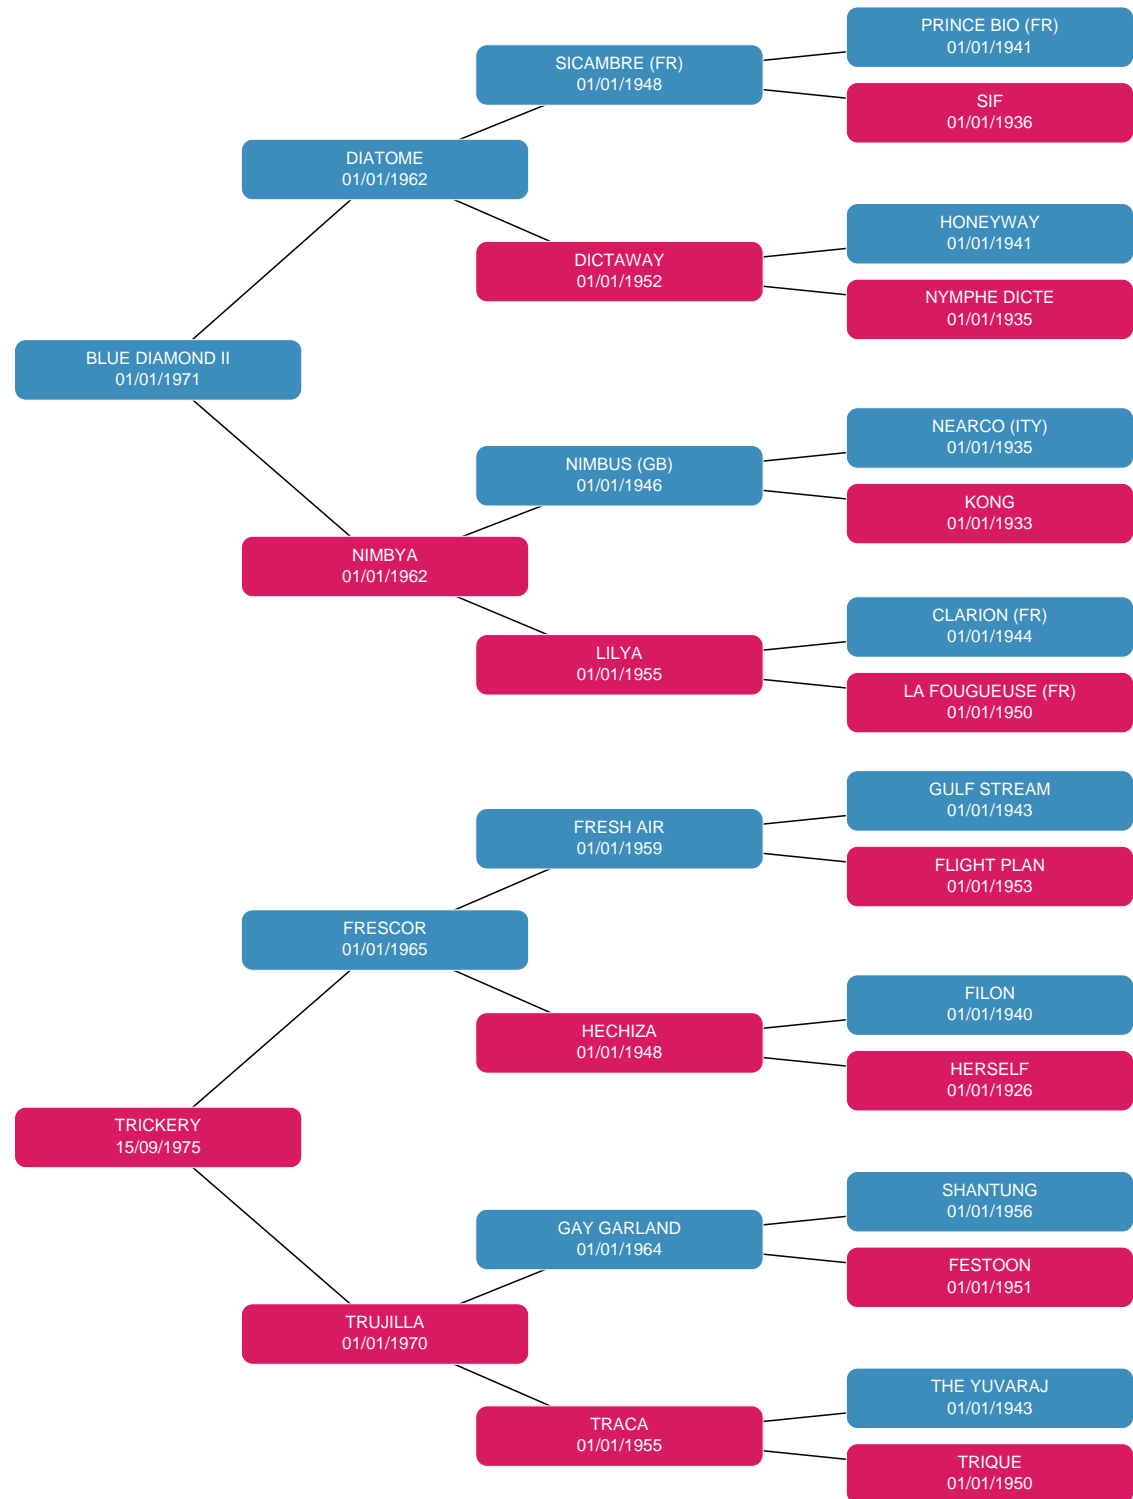 PRINCE BIO (FR)
01/01/1941
SICAMBRE (FR)
01/01/1948
SIF
01/01/1936
DIATOME
01/01/1962
HONEYWAY
01/01/1941
DICTAWAY
01/01/1952
NYMPHE DICTE
01/01/1935
BLUE DIAMOND II
01/01/1971
NEARCO (ITY)
01/01/1935
NIMBUS (GB)
01/01/1946
KONG
01/01/1933
NIMBYA
01/01/1962
CLARION (FR)
01/01/1944
LILYA
01/01/1955
LA FOUGUEUSE (FR)
01/01/1950
GULF STREAM
01/01/1943
FRESH AIR
01/01/1959
FLIGHT PLAN
01/01/1953
FRESCOR
01/01/1965
FILON
01/01/1940
HECHIZA
01/01/1948
HERSELF
01/01/1926
TRICKERY
15/09/1975
SHANTUNG
01/01/1956
GAY GARLAND
01/01/1964
FESTOON
01/01/1951
TRUJILLA
01/01/1970
THE YUVARAJ
01/01/1943
TRACA
01/01/1955
TRIQUE
01/01/1950